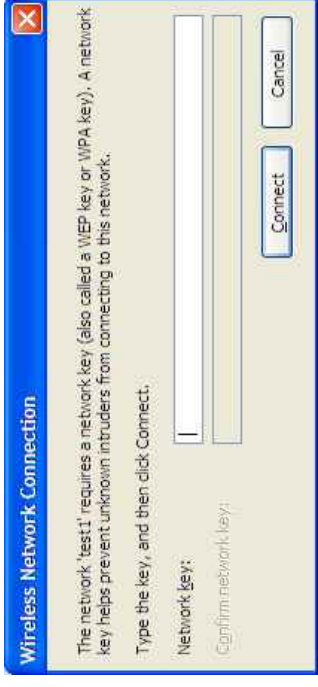 Wireless Network Connection
The network 'test1' requires a network key (also called a WEP key or WPA key). A network
key helps prevent unknown intruders from connecting to this network.
Type the key, and then click Connect.
Network key:
Confirm network key:
Connect Cancel